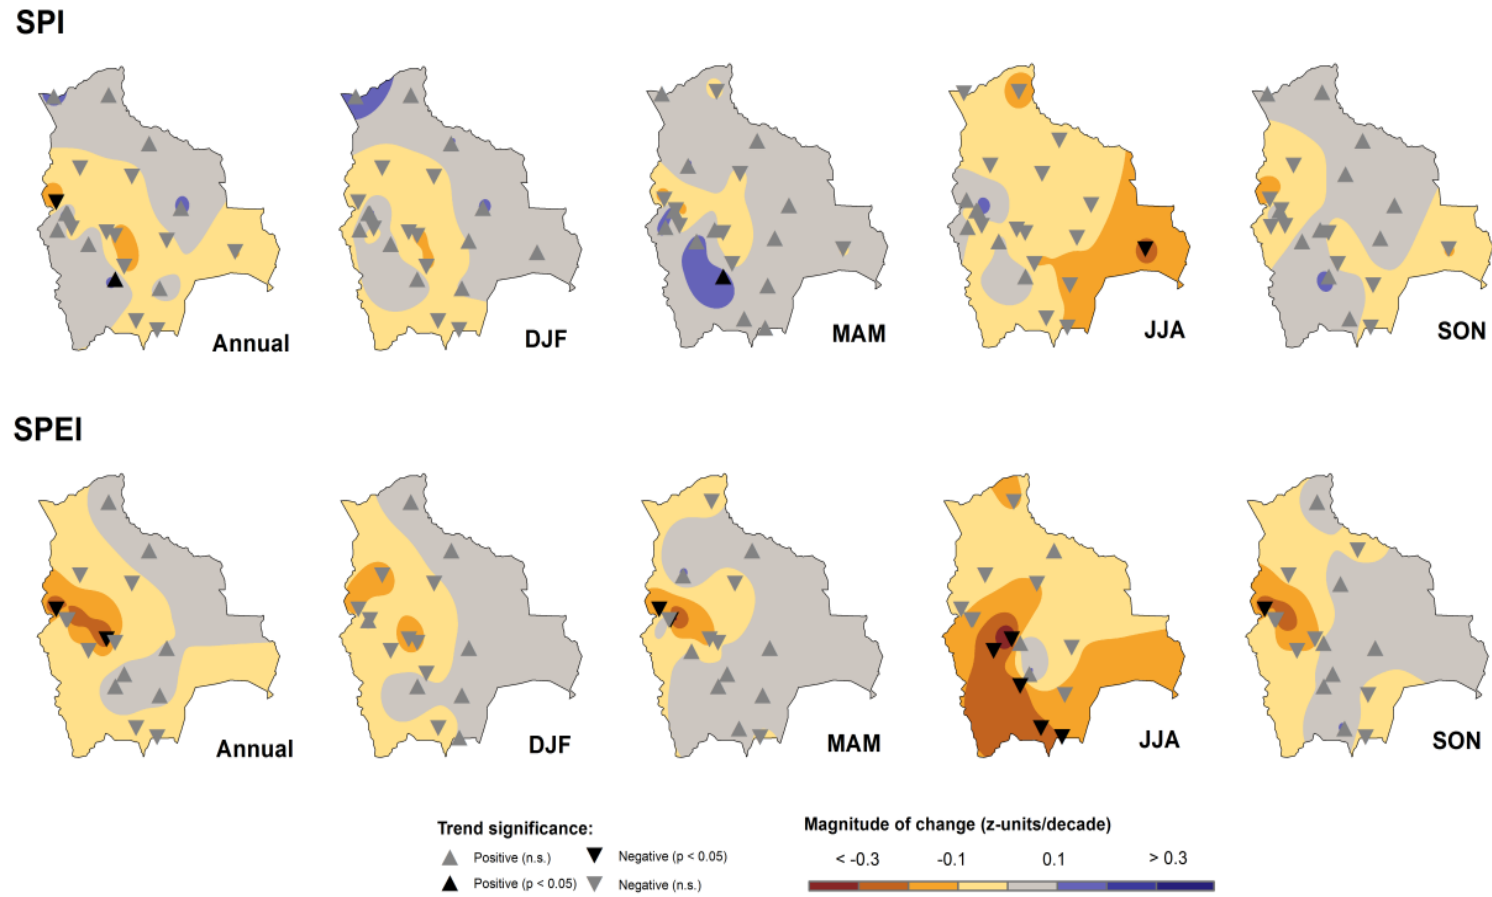 SPI
Annual
DJF
MAM
JJA
SON
SPEI
Annual
DJF
MAM
JJA
SON
Trend significance:
Positive (n.s.)
Negative (p < 0.05)
Positive (p < 0.05)
Negative (n.s.)
Magnitude of change (z-units/decade)
< -0.3 -0.1 0.1 > 0.3